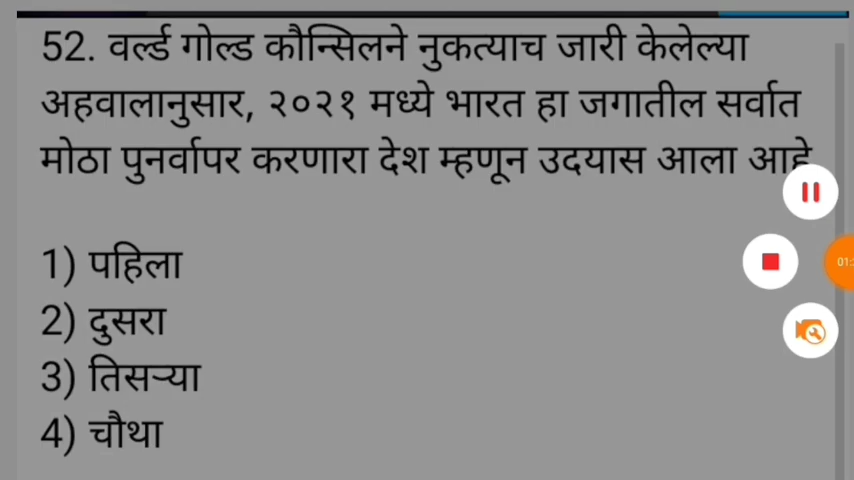 52. वर्ल्ड गोल्ड कौन्सिलने नुकत्याच जारी केलेल्या
अहवालानुसार, २०२१ मध्ये भारत हा जगातील सर्वात
मोठा पुनर्वापर करणारा देश म्हणून उदयास आला आहे
1) पहिला
2) दुसरा
3) तिसऱ्या
4) चौथा